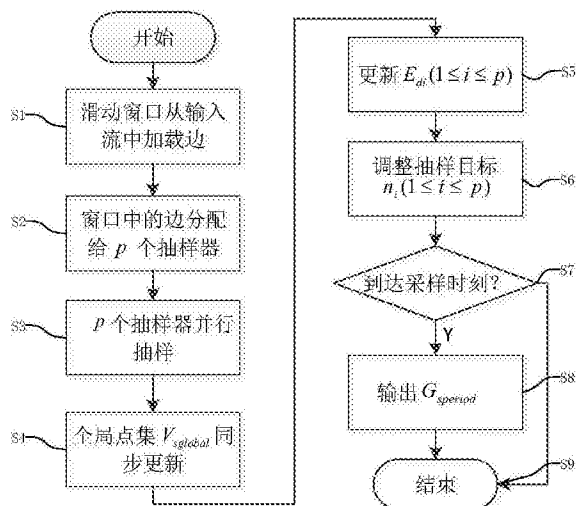 开始
S1
滑动窗口从输入
流中加载边
S2
窗口中的边分配
给 p 个抽样器
S3
p 个抽样器并行
抽样
S4
全局点集 V_sglobal 同
步更新
更新 E_di (1≤i≤p)
S5
调整抽样目标
n_i (1≤i≤p)
S6
到达采样时刻?
S7
Y
输出 G_speriod
S8
结束
S9